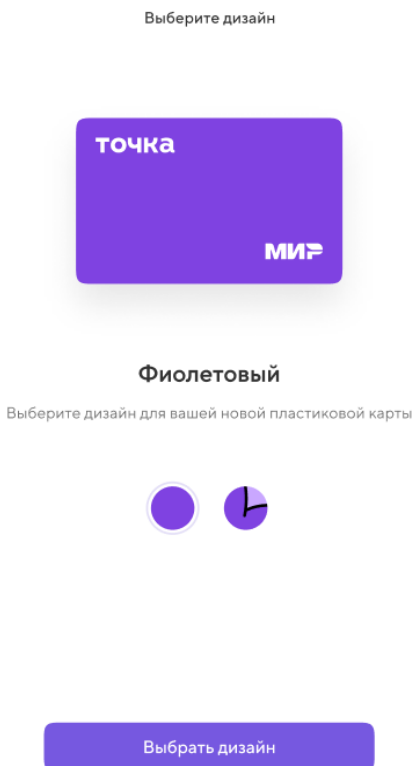 Выберите дизайн
точка
МИР
Фиолетовый
Выберите дизайн для вашей новой пластиковой карты
Выбрать дизайн